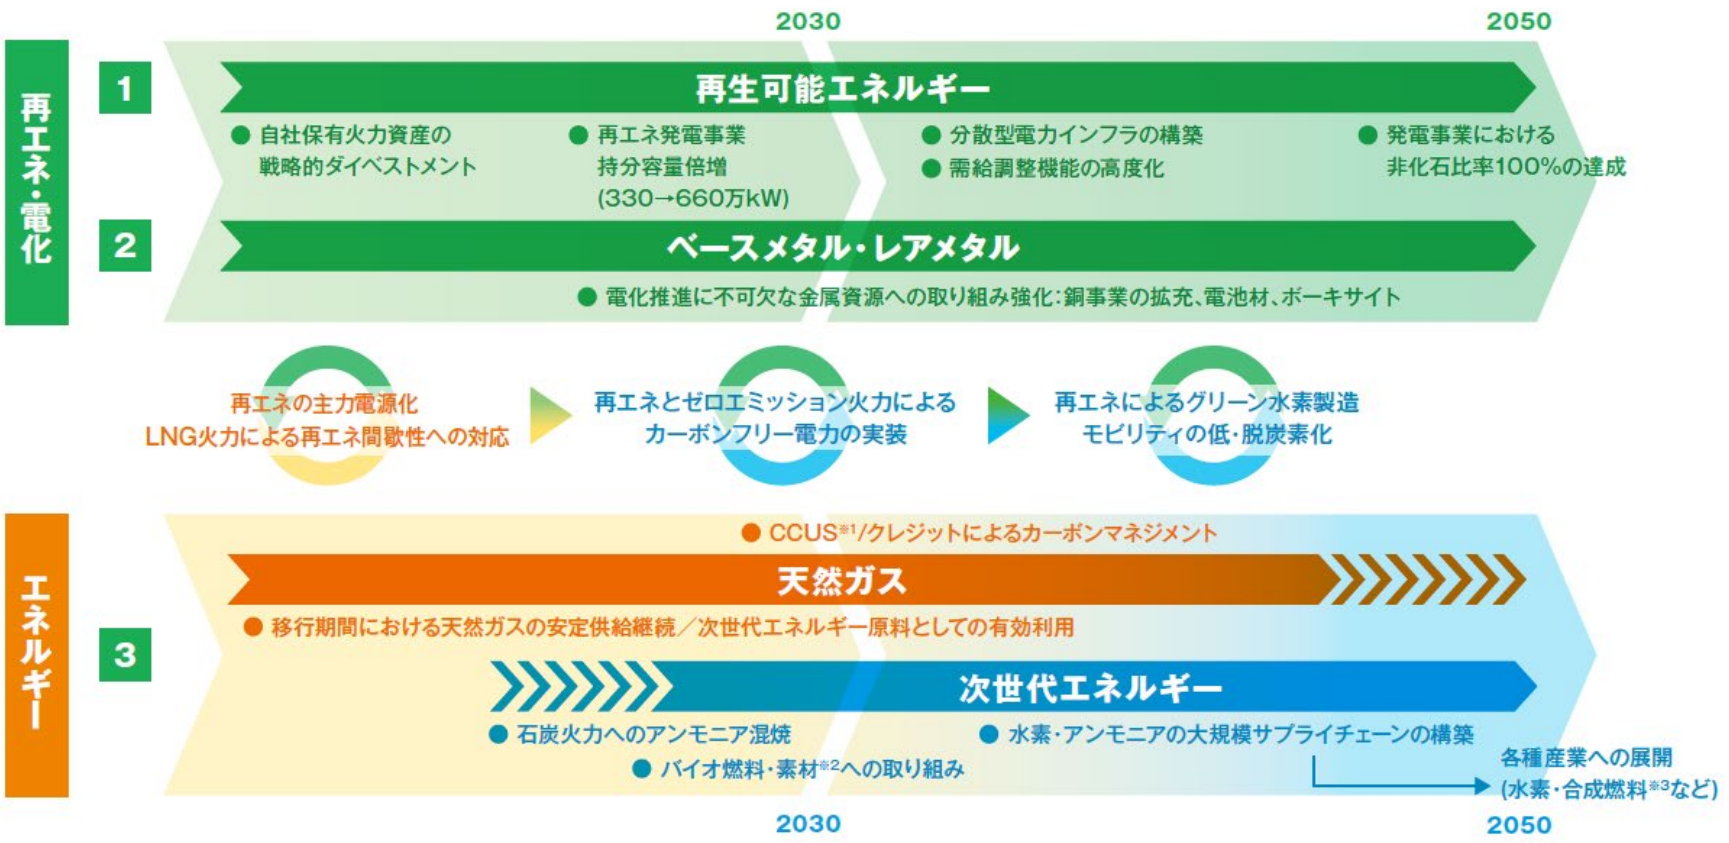 2030
2050
再エネ・電化
1
再生可能エネルギー
● 自社保有火力資産の
戦略的ダイベストメント
● 再エネ発電事業
持分容量倍増
(330→660万kW)
● 分散型電力インフラの構築
● 需給調整機能の高度化
● 発電事業における
非化石比率100%の達成
2
ベースメタル・レアメタル
● 電化推進に不可欠な金属資源への取り組み強化：銅事業の拡充、電池材、ボーキサイト
再エネの主力電源化
LNG火力による再エネ間歇性への対応
再エネとゼロエミッション火力による
カーボンフリー電力の実装
再エネによるグリーン水素製造
モビリティの低・脱炭素化
エネルギー
3
● CCUS※1/クレジットによるカーボンマネジメント
天然ガス
● 移行期間における天然ガスの安定供給継続／次世代エネルギー原料としての有効利用
次世代エネルギー
● 石炭火力へのアンモニア混焼
● バイオ燃料・素材※2への取り組み
● 水素・アンモニアの大規模サプライチェーンの構築
各種産業への展開
(水素・合成燃料※3など)
2030
2050